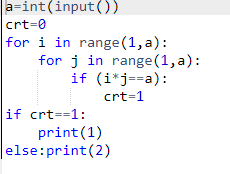 a=int(input())
crt=0
for i in range(1,a):
    for j in range(1,a):
        if (i*j==a):
            crt=1
if crt==1:
    print(1)
else:print(2)